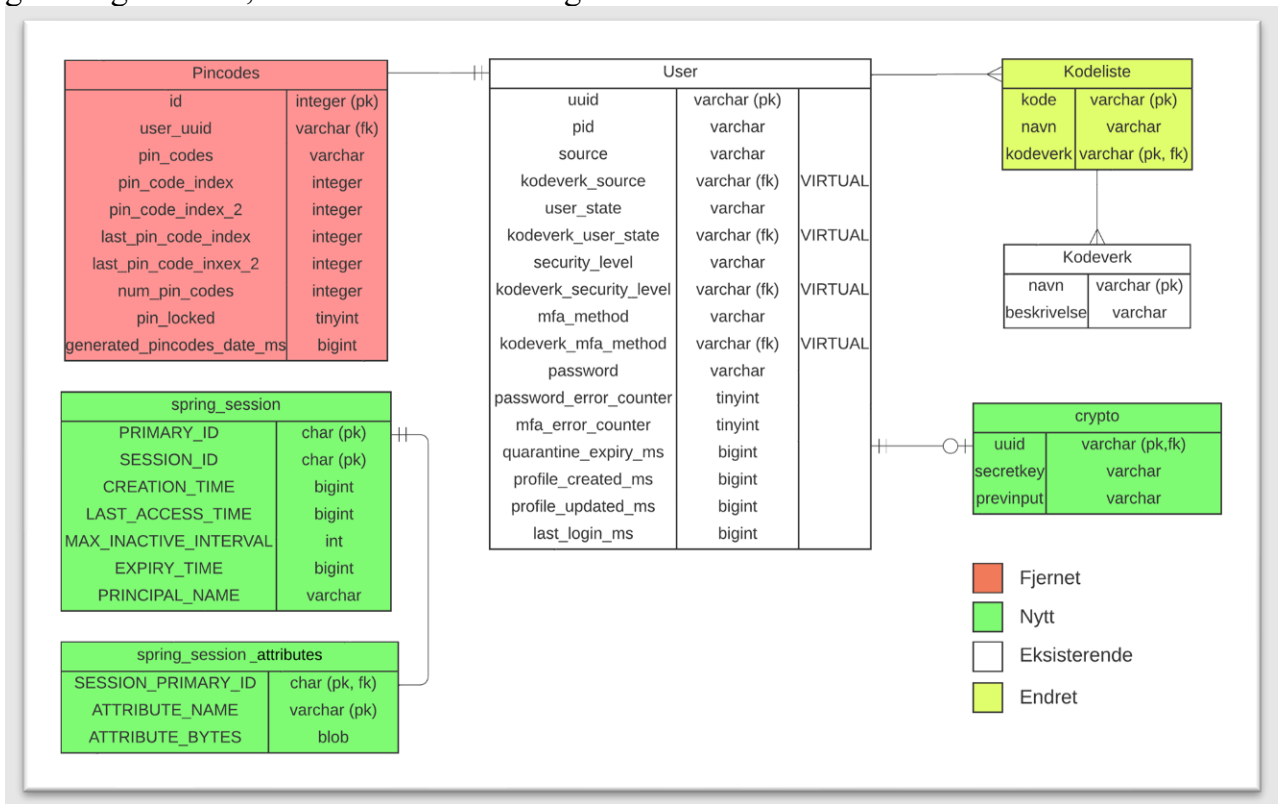 Pincodes
id integer (pk)
user_uuid varchar (fk)
pin_codes varchar
pin_code_index integer
pin_code_index_2 integer
last_pin_code_index integer
last_pin_code_inxex_2 integer
num_pin_codes integer
pin_locked tinyint
generated_pincodes_date_ms bigint
spring_session
PRIMARY_ID char (pk)
SESSION_ID char (pk)
CREATION_TIME bigint
LAST_ACCESS_TIME bigint
MAX_INACTIVE_INTERVAL int
EXPIRY_TIME bigint
PRINCIPAL_NAME varchar
spring_session _attributes
SESSION_PRIMARY_ID char (pk, fk)
ATTRIBUTE_NAME varchar (pk)
ATTRIBUTE_BYTES blob
User
uuid varchar (pk)
pid varchar
source varchar
kodeverk_source varchar (fk) VIRTUAL
user_state varchar
kodeverk_user_state varchar (fk) VIRTUAL
security_level varchar
kodeverk_security_level varchar (fk) VIRTUAL
mfa_method varchar
kodeverk_mfa_method varchar (fk) VIRTUAL
password varchar
password_error_counter tinyint
mfa_error_counter tinyint
quarantine_expiry_ms bigint
profile_created_ms bigint
profile_updated_ms bigint
last_login_ms bigint
Kodeliste
kode varchar (pk)
navn varchar
kodeverk varchar (pk, fk)
Kodeverk
navn varchar (pk)
beskrivelse varchar
crypto
uuid varchar (pk,fk)
secretkey varchar
previnput varchar
Fjernet
Nytt
Eksisterende
Endret